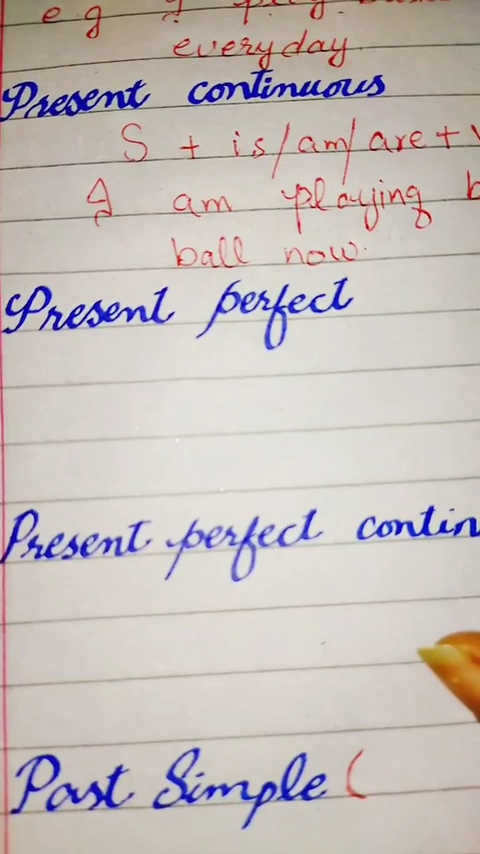 e g
everyday
Present continuous
S + is/am/are +
I am playing
ball now.
Present perfect
Present perfect contin
Past Simple (